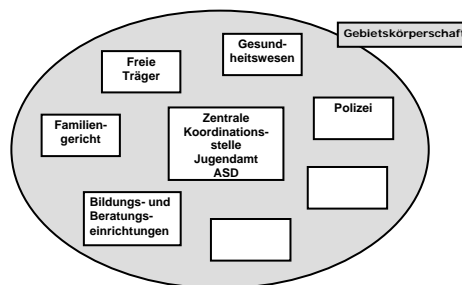 Gebietskörperschaft
Gesund-
heitswesen
Freie
Träger
Polizei
Familien-
gericht
Zentrale
Koordinations-
stelle
Jugendamt
ASD
Bildungs- und
Beratungs-
einrichtungen